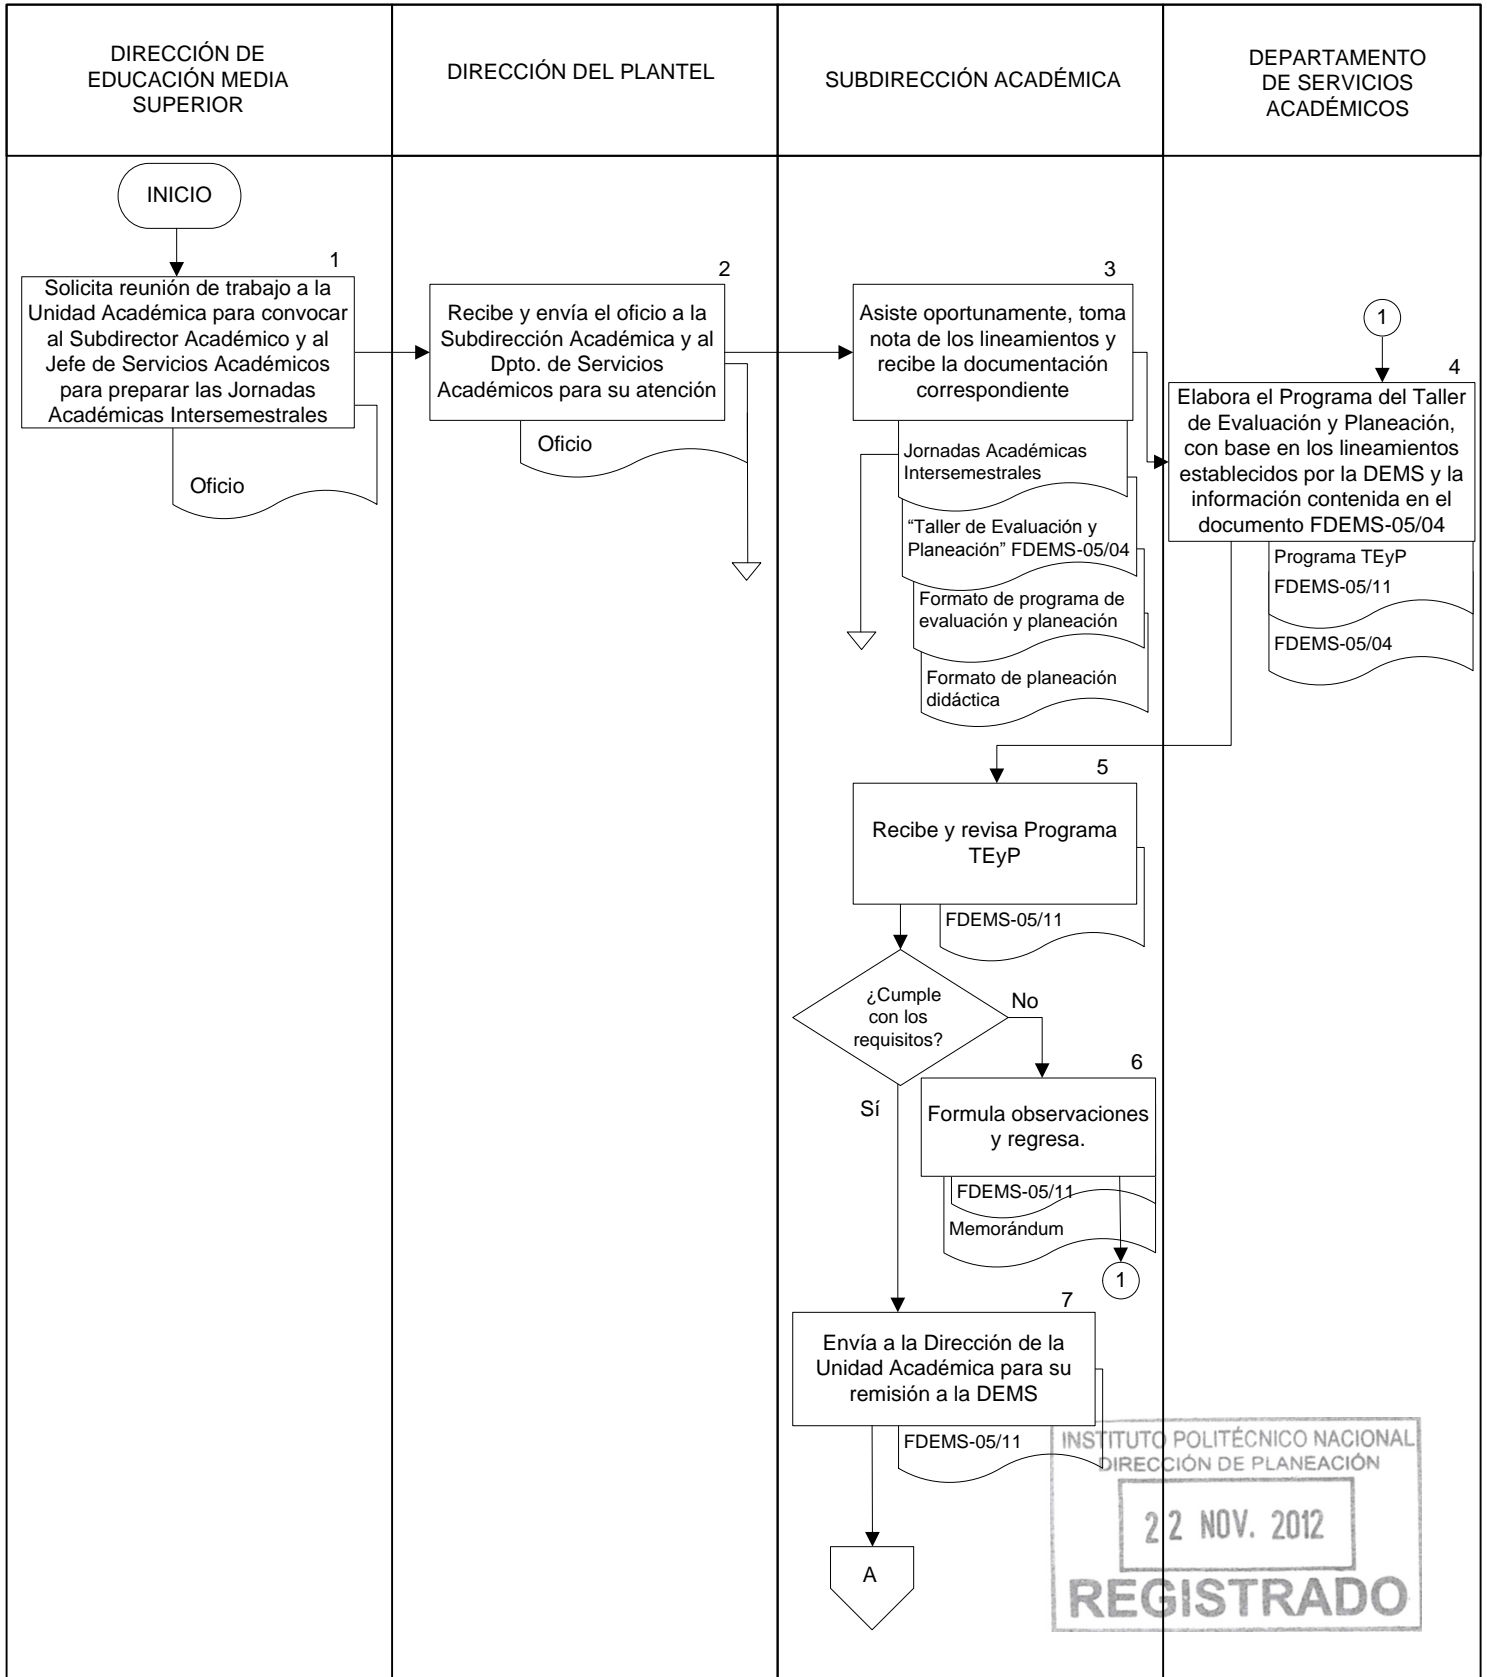 DIRECCIÓN DE
EDUCACIÓN MEDIA
SUPERIOR
DIRECCIÓN DEL PLANTEL
SUBDIRECCIÓN ACADÉMICA
DEPARTAMENTO
DE SERVICIOS
ACADÉMICOS
INICIO
1
Solicita reunión de trabajo a la
Unidad Académica para convocar
al Subdirector Académico y al
Jefe de Servicios Académicos
para preparar las Jornadas
Académicas Intersemestrales
Oficio
2
Recibe y envía el oficio a la
Subdirección Académica y al
Dpto. de Servicios
Académicos para su atención
Oficio
3
Asiste oportunamente, toma
nota de los lineamientos y
recibe la documentación
correspondiente
Jornadas Académicas
Intersemestrales
“Taller de Evaluación y
Planeación” FDEMS-05/04
Formato de programa de
evaluación y planeación
Formato de planeación
didáctica
1
4
Elabora el Programa del Taller
de Evaluación y Planeación,
con base en los lineamientos
establecidos por la DEMS y la
información contenida en el
documento FDEMS-05/04
Programa TEyP
FDEMS-05/11
FDEMS-05/04
5
Recibe y revisa Programa
TEyP
FDEMS-05/11
¿Cumple
con los
requisitos?
No
Sí
6
Formula observaciones
y regresa.
FDEMS-05/11
Memorándum
1
7
Envía a la Dirección de la
Unidad Académica para su
remisión a la DEMS
FDEMS-05/11
A
INSTITUTO POLITÉCNICO NACIONAL
DIRECCIÓN DE PLANEACIÓN
22 NOV. 2012
REGISTRADO